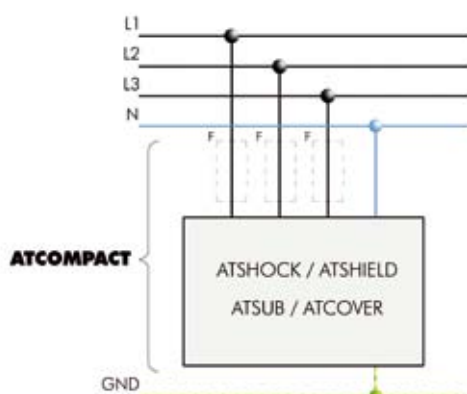 L1
L2
L3
N
F F F
ATCOMPACT
ATSHOCK / ATSHIELD
ATSUB / ATCOVER
GND